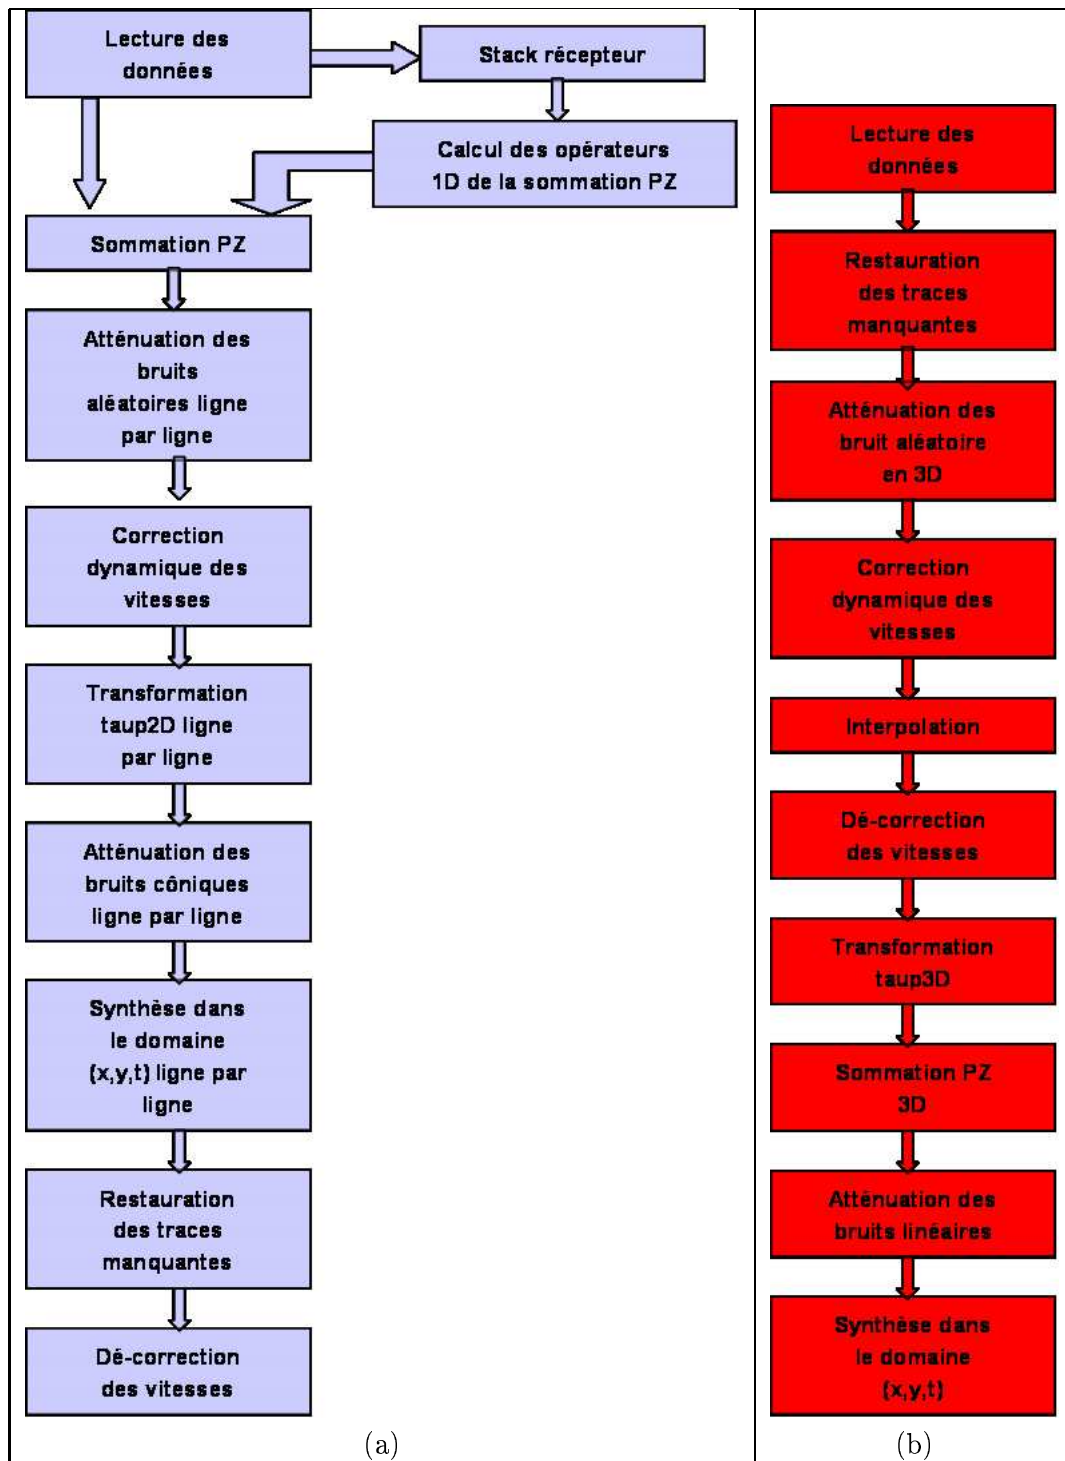 Lecture des
données
Stack récepteur
Calcul des opérateurs
1D de la sommation PZ
Sommation PZ
Atténuation des
bruits
aléatoires ligne
par ligne
Correction
dynamique des
vitesses
Transformation
taup2D ligne
par ligne
Atténuation des
bruits côniques
ligne par ligne
Synthèse dans
le domaine
(x,y,t) ligne par
ligne
Restauration
des traces
manquantes
Dé-correction
des vitesses
(a)
Lecture des
données
Restauration
des traces
manquantes
Atténuation des
bruit aléatoire
en 3D
Correction
dynamique des
vitesses
Interpolation
Dé-correction
des vitesses
Transformation
taup3D
Sommation PZ
3D
Atténuation des
bruits linéaires
Synthèse dans
le domaine
(x,y,t)
(b)